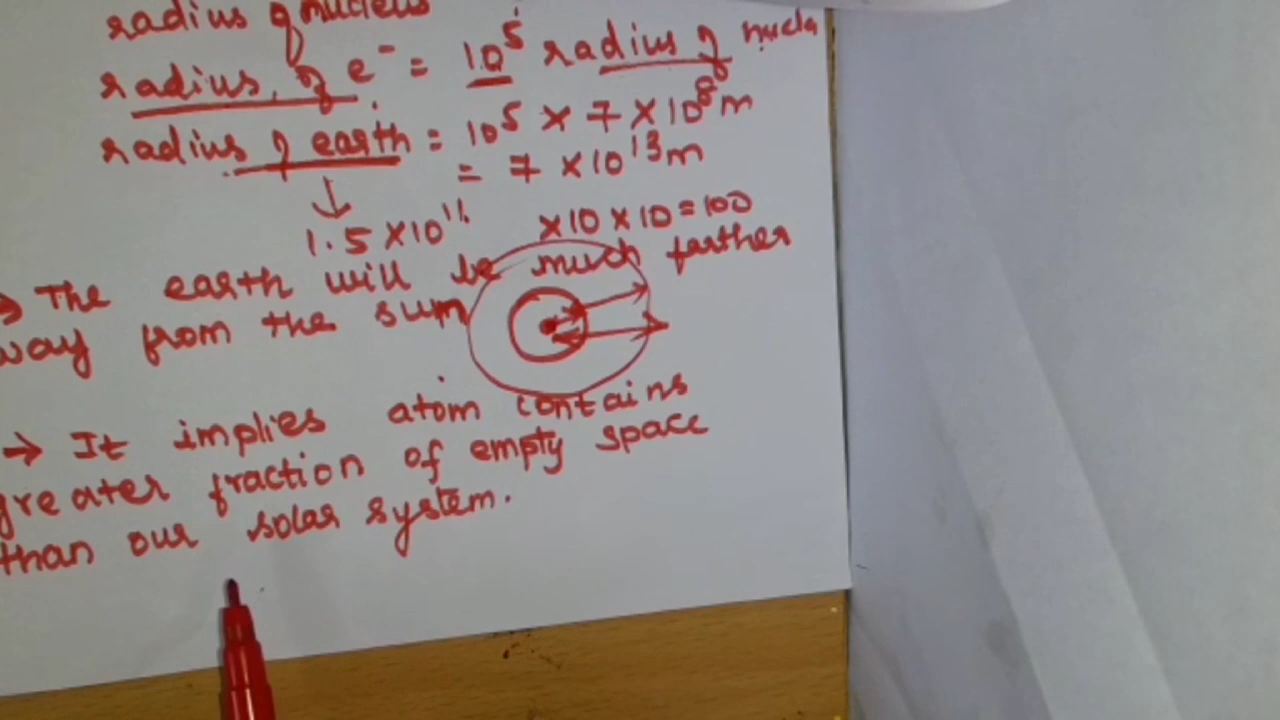 radius of nucleus
radius of e⁻ = 10⁵ radius of nucle
radius of earth = 10⁵ × 7 × 10⁸ m
= 7 × 10¹³ m
↓
1.5 × 10¹¹ ×10 ×10 = 100
→ The earth will be much farther
way from the sun
→ It implies atom contains
greater fraction of empty space
than our solar system.